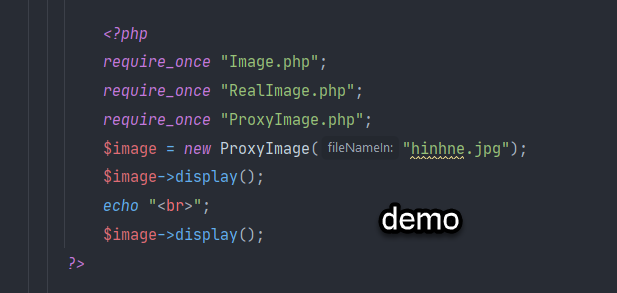 <?php
require_once "Image.php";
require_once "RealImage.php";
require_once "ProxyImage.php";
$image = new ProxyImage( fileNameIn: "hinhne.jpg");
$image->display();
echo "<br>";
$image->display();
demo
?>